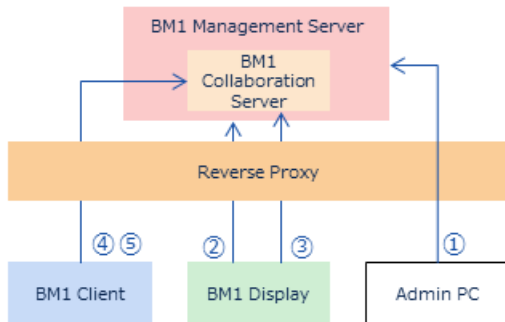 BM1 Management Server
BM1
Collaboration
Server
Reverse Proxy
④ ⑤
②
③
①
BM1 Client
BM1 Display
Admin PC